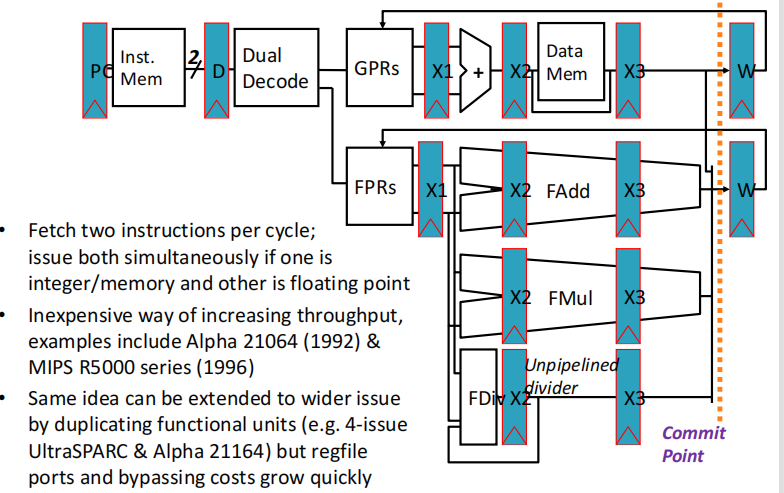 PC
Inst.
Mem
2
D
Dual
Decode
GPRs
X1
+
X2
Data
Mem
X3
W
FPRs
X1
X2
FAdd
X3
W
X2
FMul
X3
FDiv
X2
Unpipelined
divider
X3
Commit
Point
• Fetch two instructions per cycle;
issue both simultaneously if one is
integer/memory and other is floating point
• Inexpensive way of increasing throughput,
examples include Alpha 21064 (1992) &
MIPS R5000 series (1996)
• Same idea can be extended to wider issue
by duplicating functional units (e.g. 4-issue
UltraSPARC & Alpha 21164) but regfile
ports and bypassing costs grow quickly